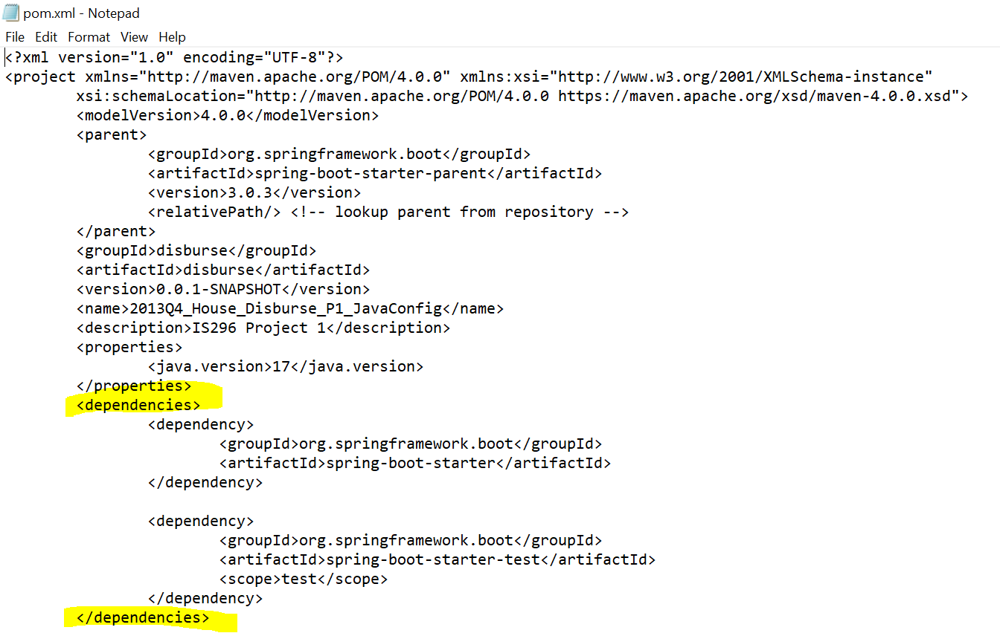 pom.xml - Notepad
File Edit Format View Help
<?xml version="1.0" encoding="UTF-8"?>
<project xmlns="http://maven.apache.org/POM/4.0.0" xmlns:xsi="http://www.w3.org/2001/XMLSchema-instance"
        xsi:schemaLocation="http://maven.apache.org/POM/4.0.0 https://maven.apache.org/xsd/maven-4.0.0.xsd">
        <modelVersion>4.0.0</modelVersion>
        <parent>
                <groupId>org.springframework.boot</groupId>
                <artifactId>spring-boot-starter-parent</artifactId>
                <version>3.0.3</version>
                <relativePath/> <!-- lookup parent from repository -->
        </parent>
        <groupId>disburse</groupId>
        <artifactId>disburse</artifactId>
        <version>0.0.1-SNAPSHOT</version>
        <name>2013Q4_House_Disburse_P1_JavaConfig</name>
        <description>IS296 Project 1</description>
        <properties>
                <java.version>17</java.version>
        </properties>
        <dependencies>
                <dependency>
                        <groupId>org.springframework.boot</groupId>
                        <artifactId>spring-boot-starter</artifactId>
                </dependency>

                <dependency>
                        <groupId>org.springframework.boot</groupId>
                        <artifactId>spring-boot-starter-test</artifactId>
                        <scope>test</scope>
                </dependency>
        </dependencies>